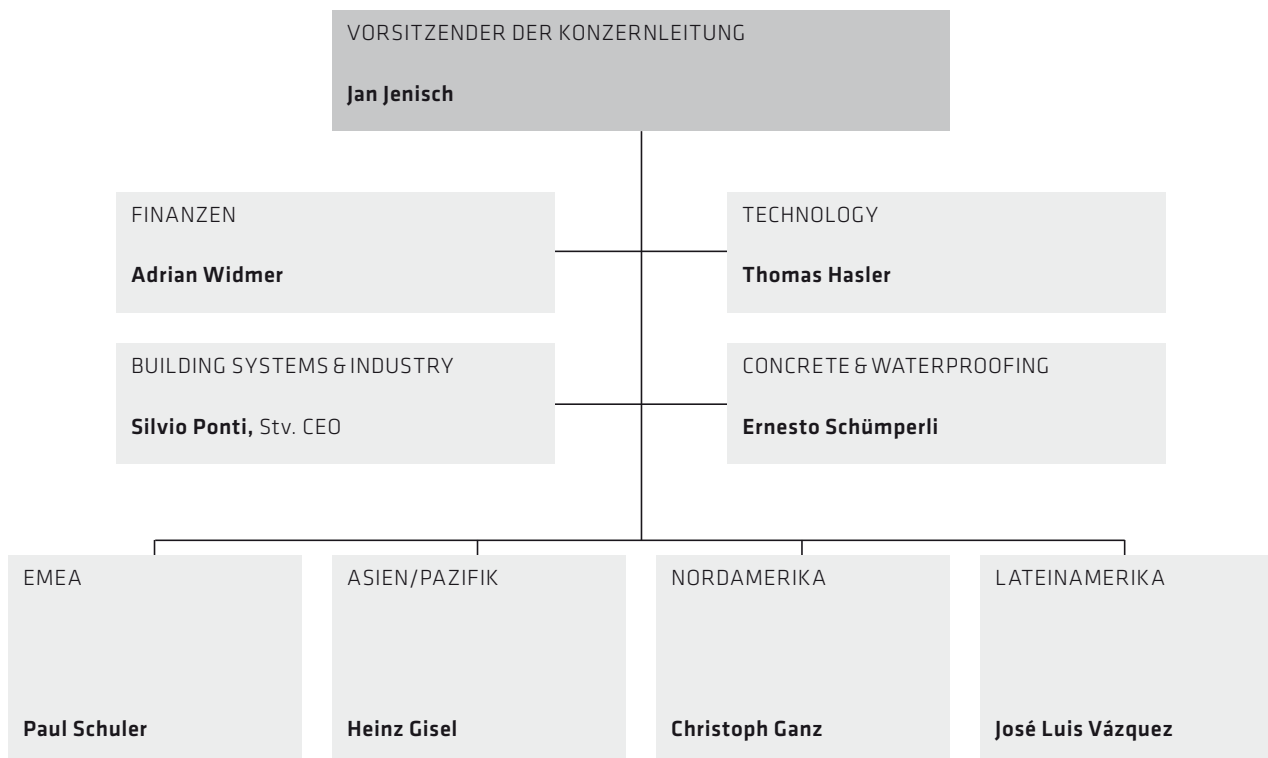 VORSITZENDER DER KONZERNLEITUNG
Jan Jenisch
FINANZEN
Adrian Widmer
TECHNOLOGY
Thomas Hasler
BUILDING SYSTEMS & INDUSTRY
Silvio Ponti, Stv. CEO
CONCRETE & WATERPROOFING
Ernesto Schümperli
EMEA
Paul Schuler
ASIEN/PAZIFIK
Heinz Gisel
NORDAMERIKA
Christoph Ganz
LATEINAMERIKA
José Luis Vázquez